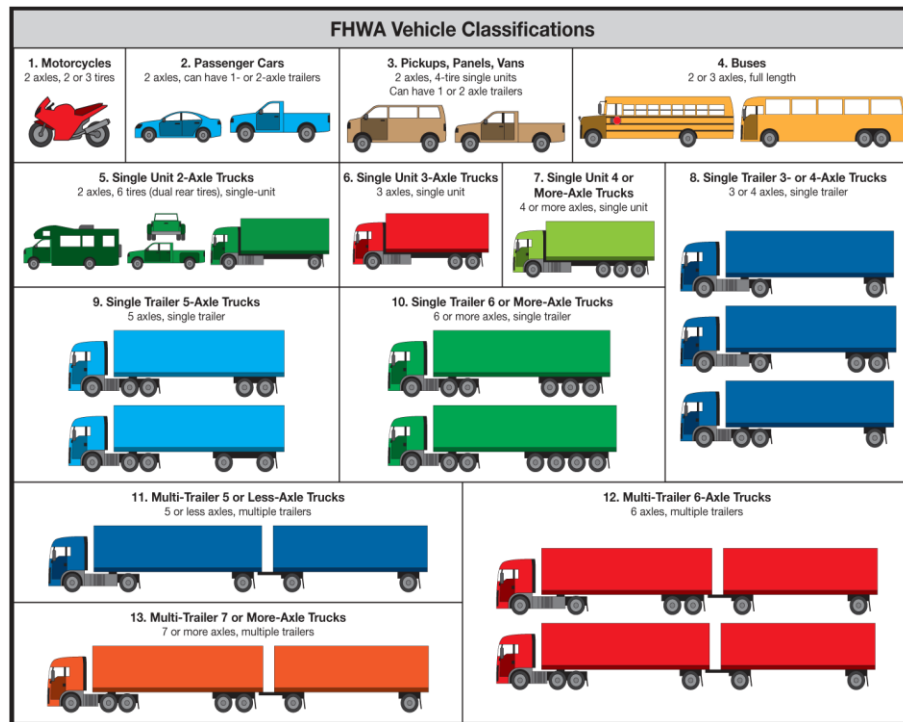 FHWA Vehicle Classifications
1. Motorcycles
2 axles, 2 or 3 tires
2. Passenger Cars
2 axles, can have 1- or 2-axle trailers
3. Pickups, Panels, Vans
2 axles, 4-tire single units
Can have 1 or 2 axle trailers
4. Buses
2 or 3 axles, full length
5. Single Unit 2-Axle Trucks
2 axles, 6 tires (dual rear tires), single-unit
6. Single Unit 3-Axle Trucks
3 axles, single unit
7. Single Unit 4 or
More-Axle Trucks
4 or more axles, single unit
8. Single Trailer 3- or 4-Axle Trucks
3 or 4 axles, single trailer
9. Single Trailer 5-Axle Trucks
5 axles, single trailer
10. Single Trailer 6 or More-Axle Trucks
6 or more axles, single trailer
11. Multi-Trailer 5 or Less-Axle Trucks
5 or less axles, multiple trailers
12. Multi-Trailer 6-Axle Trucks
6 axles, multiple trailers
13. Multi-Trailer 7 or More-Axle Trucks
7 or more axles, multiple trailers